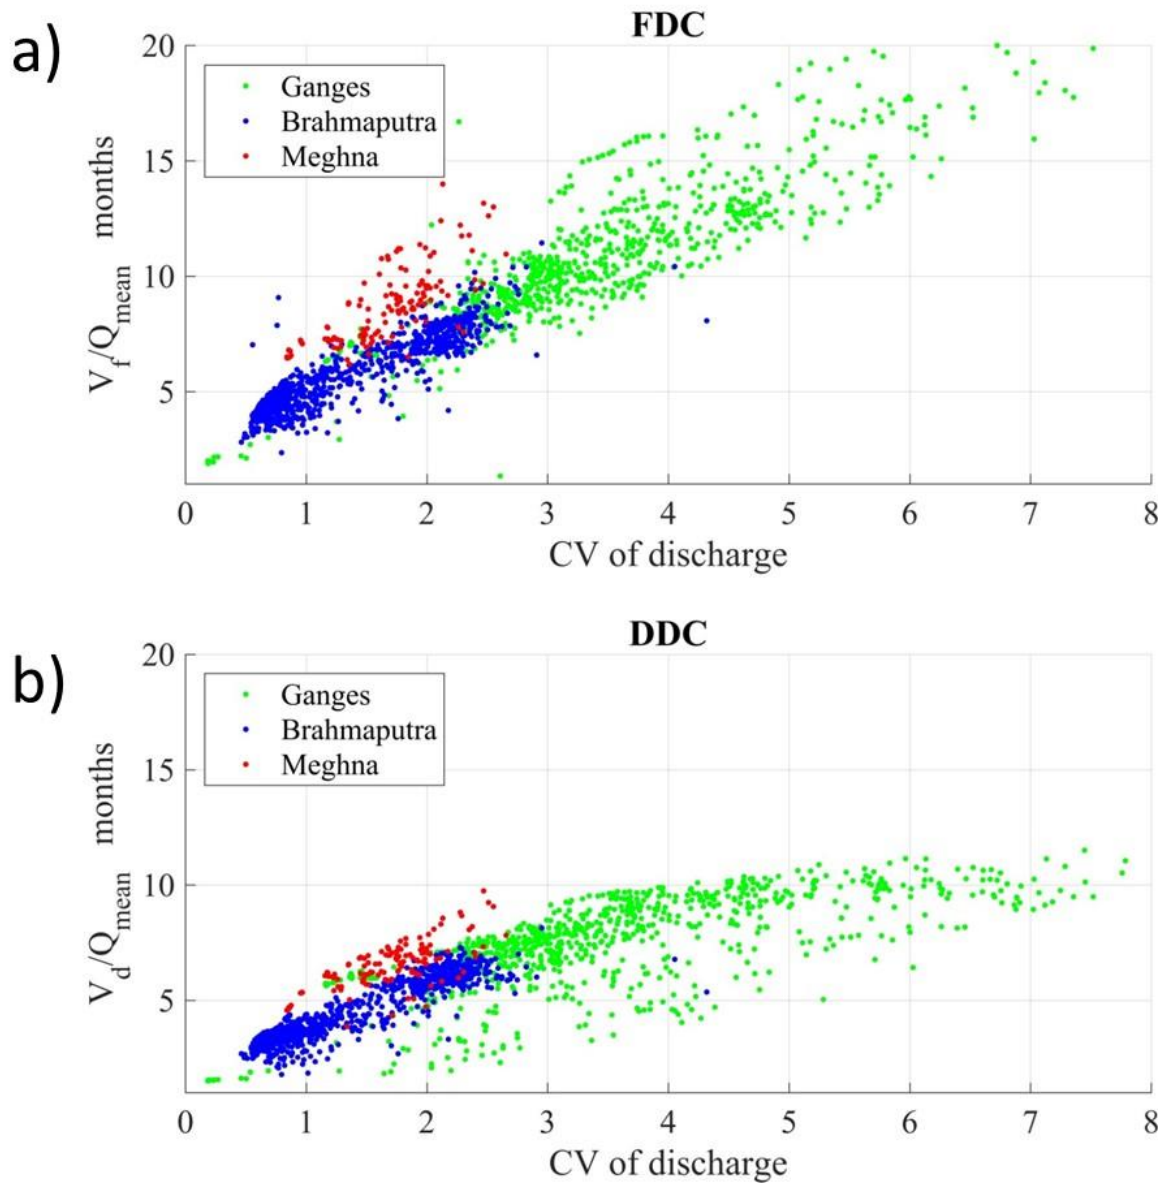 a)
FDC
20
Ganges
Brahmaputra
Meghna
15
10
5
V_f/Q_mean months
0 1 2 3 4 5 6 7 8
CV of discharge
b)
DDC
20
Ganges
Brahmaputra
Meghna
15
10
5
V_d/Q_mean months
0 1 2 3 4 5 6 7 8
CV of discharge